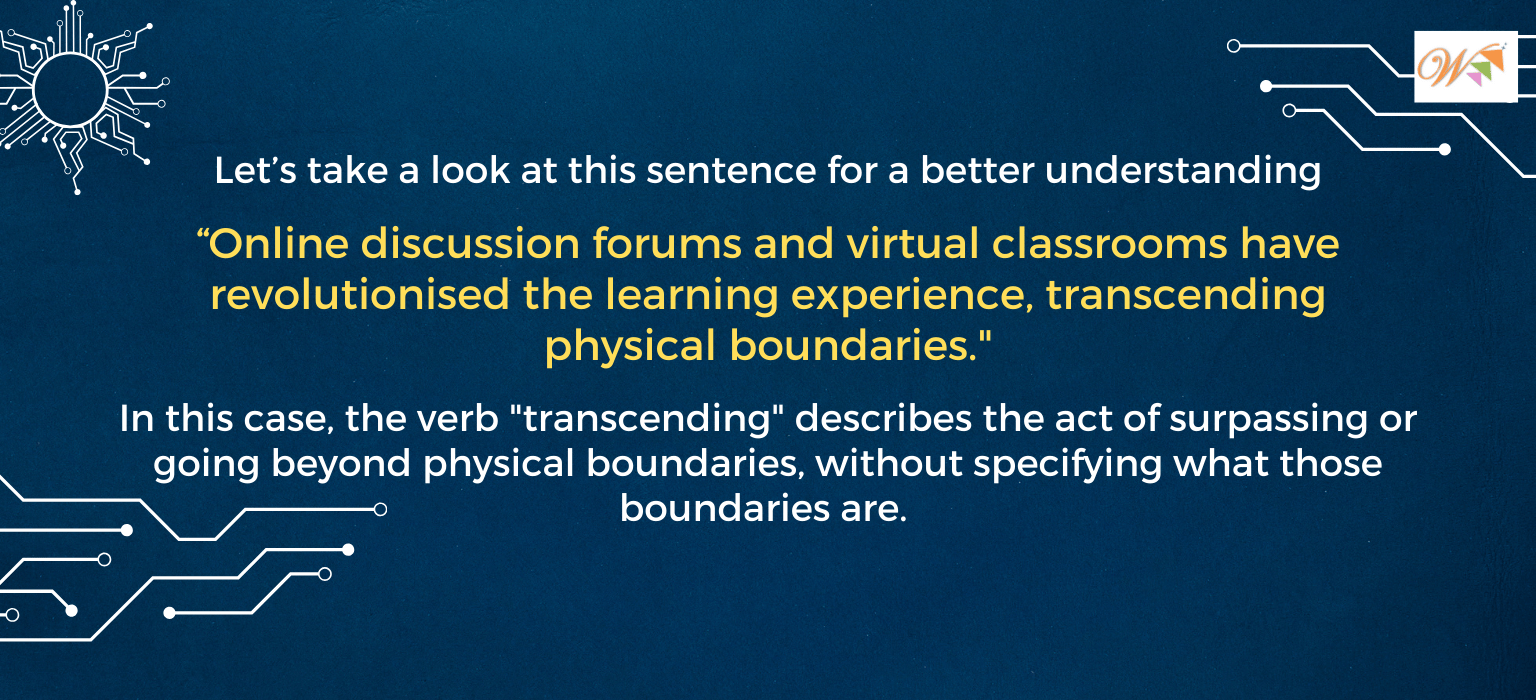 W
Let’s take a look at this sentence for a better understanding
“Online discussion forums and virtual classrooms have
revolutionised the learning experience, transcending
physical boundaries."
In this case, the verb "transcending" describes the act of surpassing or
going beyond physical boundaries, without specifying what those
boundaries are.